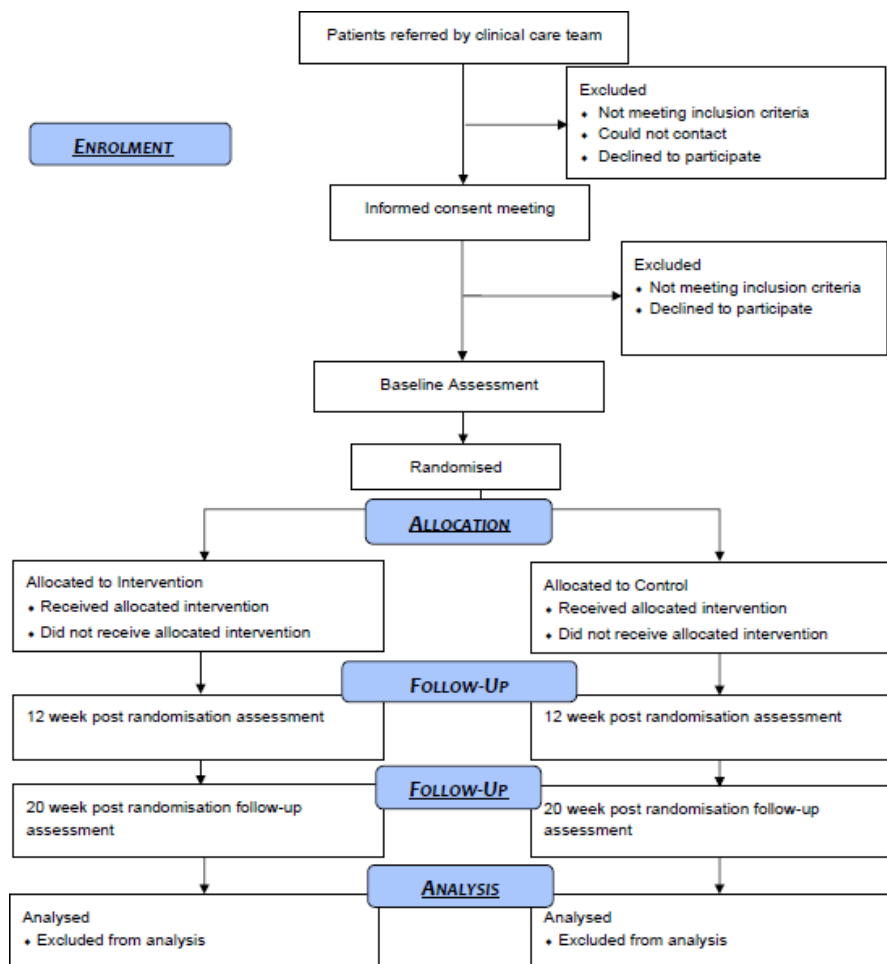 Patients referred by clinical care team
Excluded
⬥ Not meeting inclusion criteria
⬥ Could not contact
⬥ Declined to participate
ENROLMENT
Informed consent meeting
Excluded
⬥ Not meeting inclusion criteria
⬥ Declined to participate
Baseline Assessment
Randomised
ALLOCATION
Allocated to Intervention
⬥ Received allocated intervention
⬥ Did not receive allocated intervention
Allocated to Control
⬥ Received allocated intervention
⬥ Did not receive allocated intervention
FOLLOW-UP
12 week post randomisation assessment
12 week post randomisation assessment
FOLLOW-UP
20 week post randomisation follow-up
assessment
20 week post randomisation follow-up
assessment
ANALYSIS
Analysed
⬥ Excluded from analysis
Analysed
⬥ Excluded from analysis